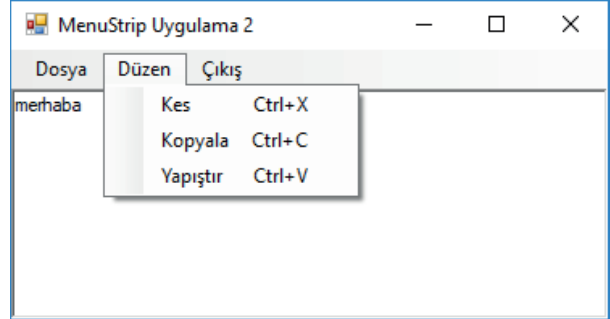 MenuStrip Uygulama 2
Dosya Düzen Çıkış
merhaba
Kes Ctrl+X
Kopyala Ctrl+C
Yapıştır Ctrl+V